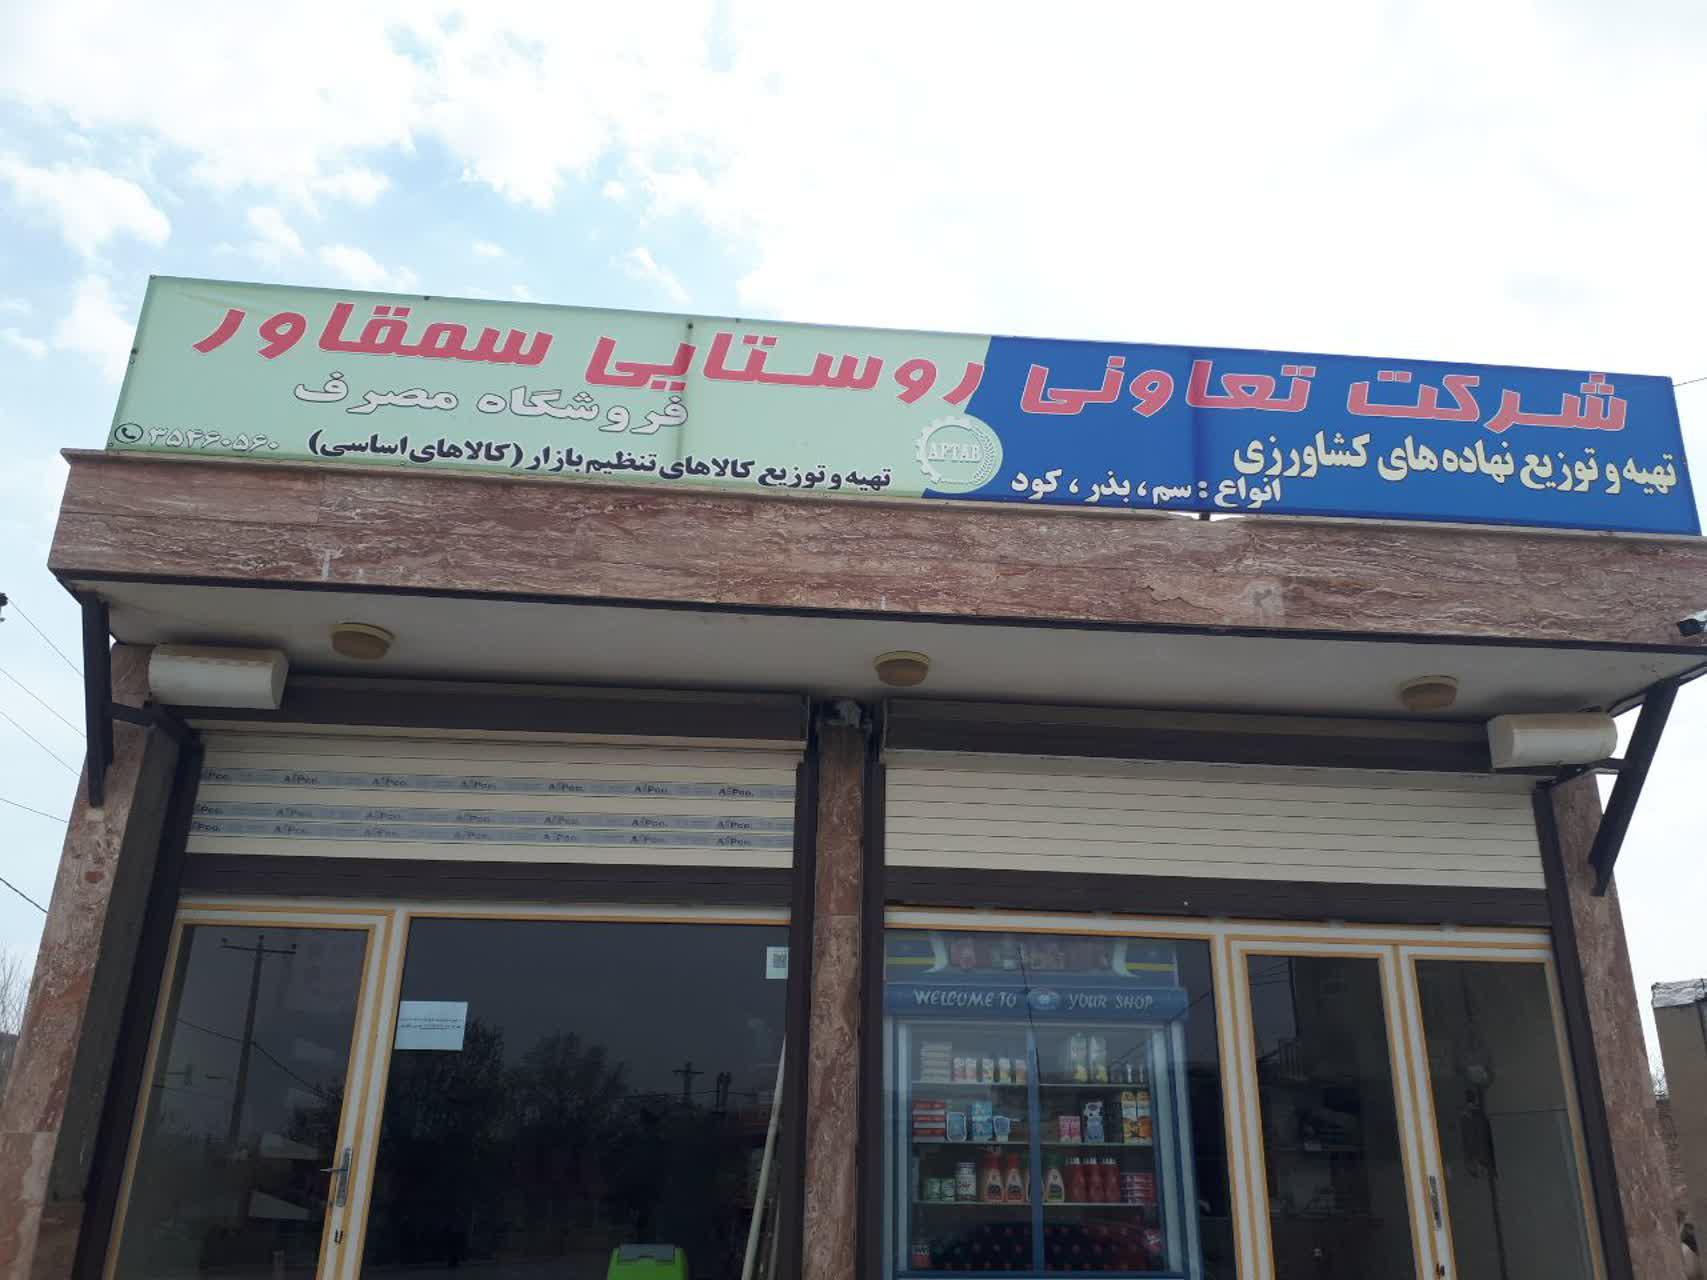 شرکت تعاونی روستایی سمقاور
تهیه و توزیع نهاده های کشاورزی
انواع : سم ، بذر ، کود
AFTAB
فروشگاه مصرف
تهیه و توزیع کالاهای تنظیم بازار (کالاهای اساسی)
۳۵۴۶۰۵۶۰
WELCOME TO YOUR SHOP